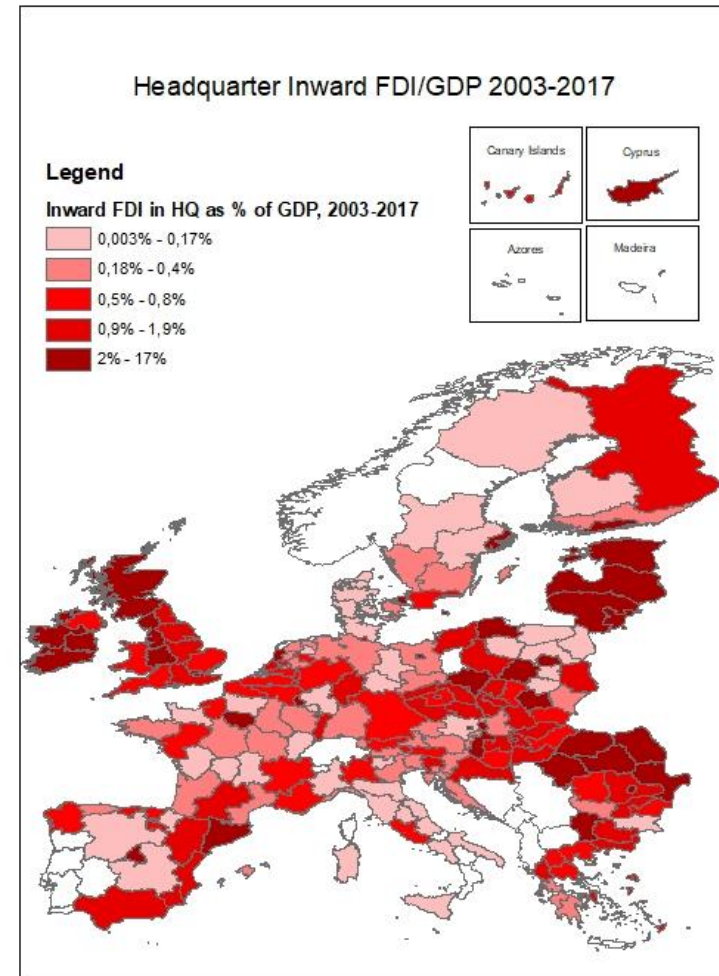 Headquarter Inward FDI/GDP 2003-2017
Canary Islands
Cyprus
Azores
Madeira
Legend
Inward FDI in HQ as % of GDP, 2003-2017
0,003% - 0,17%
0,18% - 0,4%
0,5% - 0,8%
0,9% - 1,9%
2% - 17%